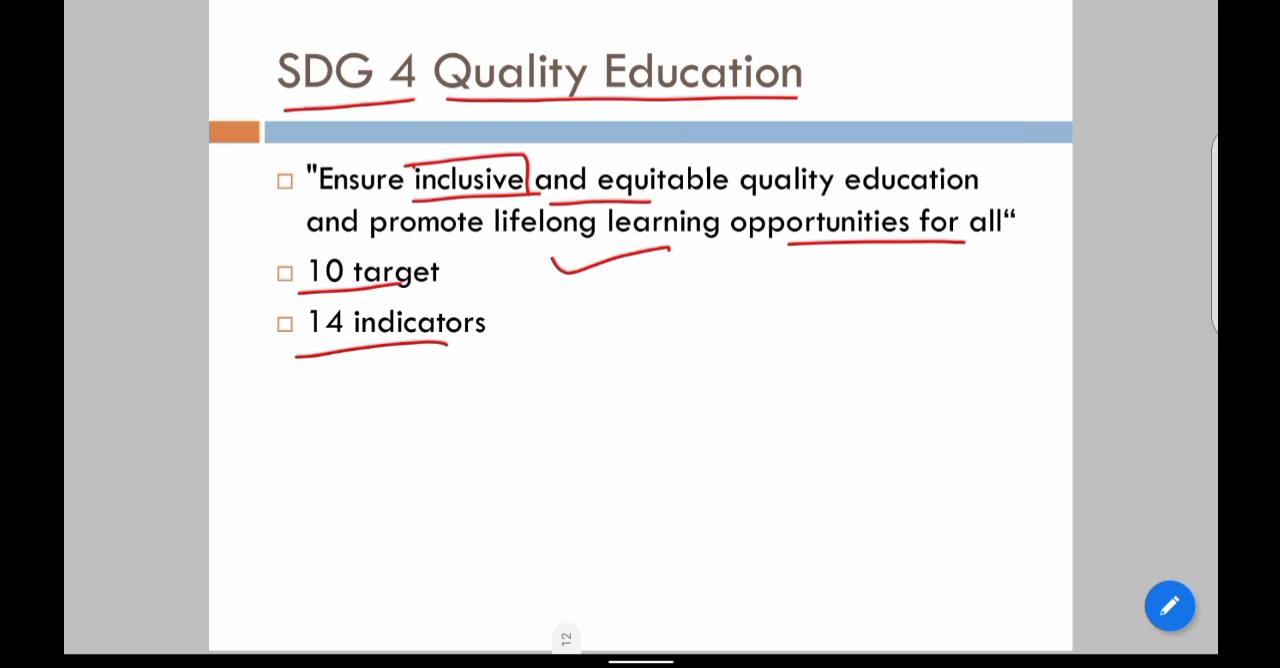 SDG 4 Quality Education
"Ensure inclusive and equitable quality education
and promote lifelong learning opportunities for all“
10 target
14 indicators
12